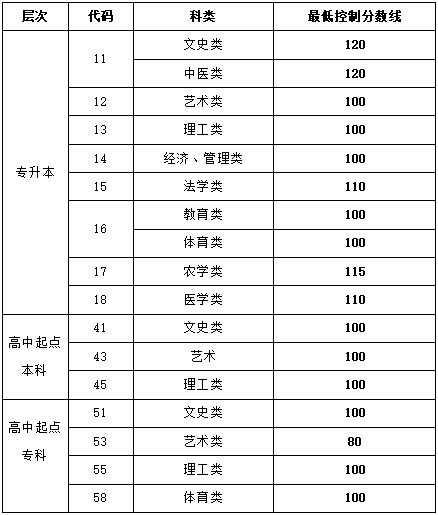 层次 代码 科类 最低控制分数线
专升本 11 文史类 120
中医类 120
12 艺术类 100
13 理工类 100
14 经济、管理类 100
15 法学类 110
16 教育类 100
体育类 100
17 农学类 115
18 医学类 110
高中起点本科 41 文史类 100
43 艺术 100
45 理工类 100
高中起点专科 51 文史类 100
53 艺术类 80
55 理工类 100
58 体育类 100